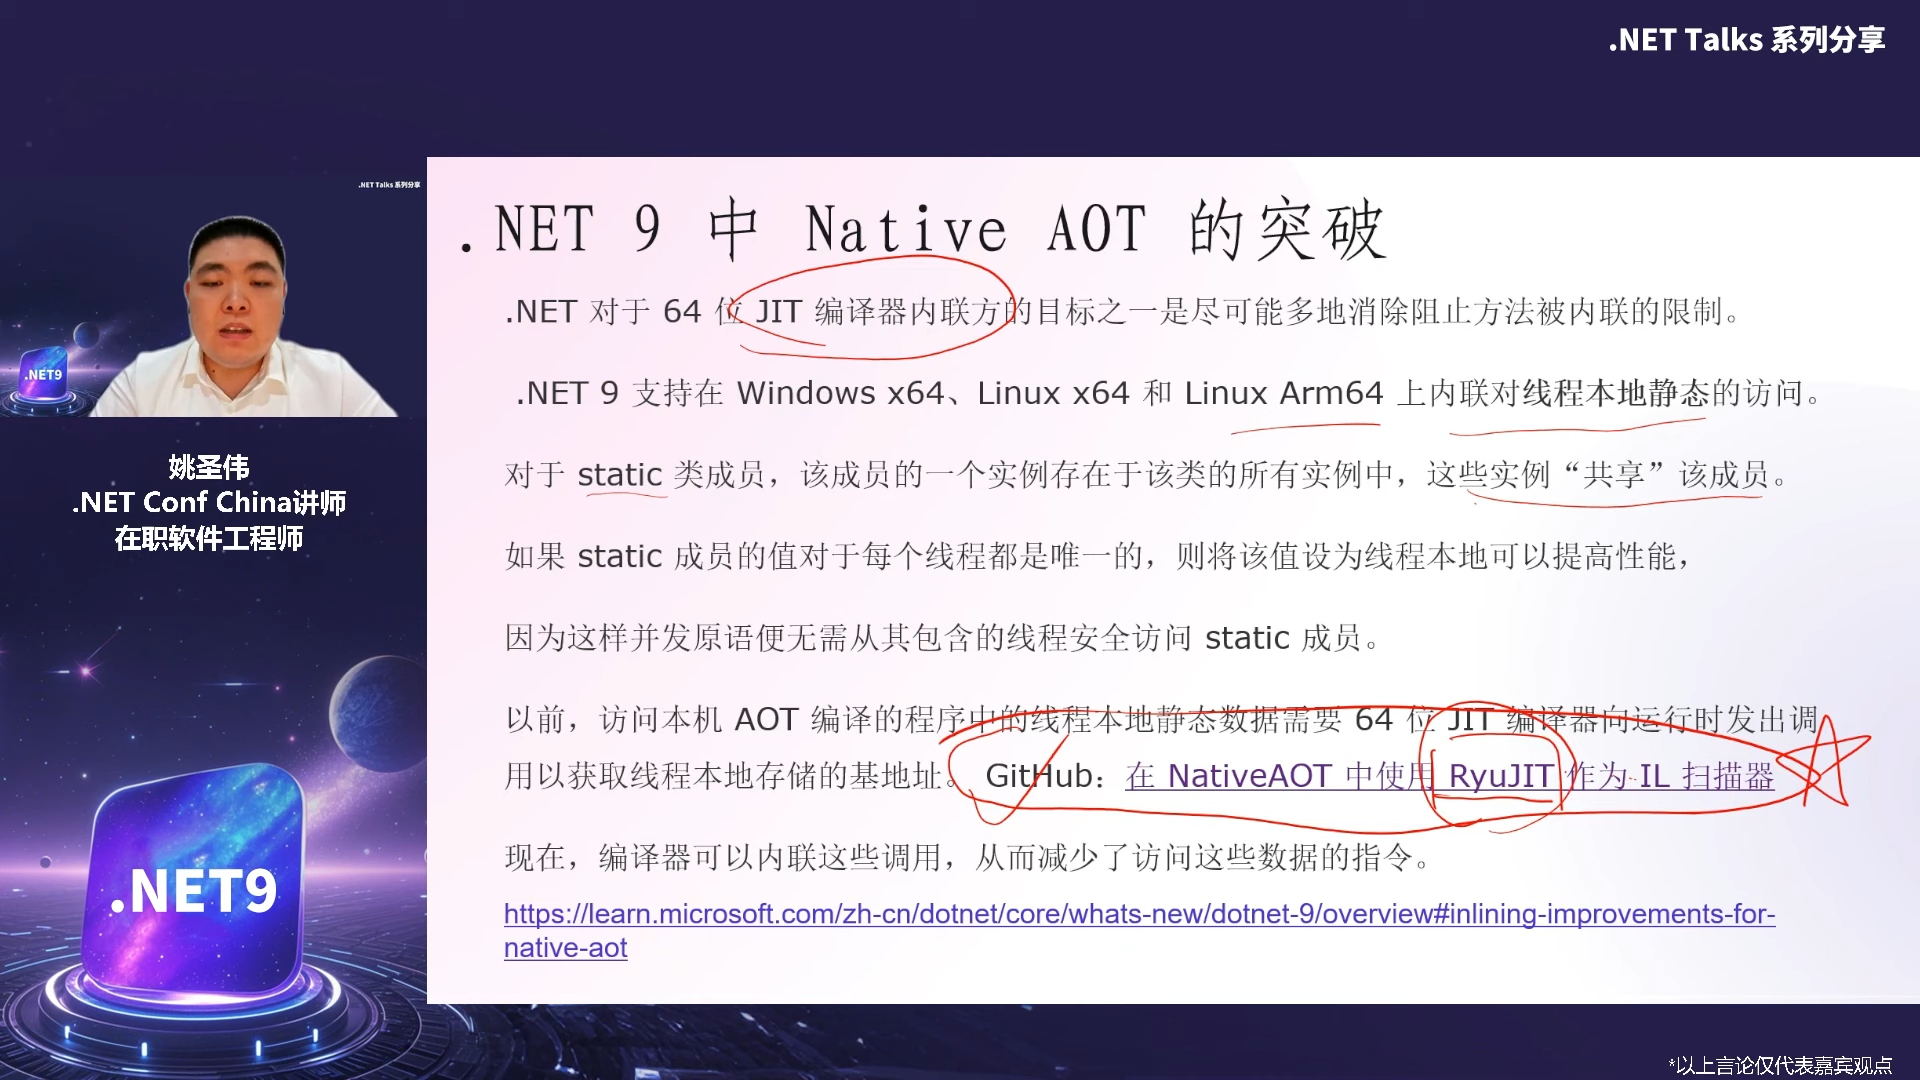 .NET Talks 系列分享
.NET Talks 系列分享
.NET9
姚圣伟
.NET Conf China讲师
在职软件工程师
.NET9
.NET 9 中 Native AOT 的突破
.NET 对于 64 位 JIT 编译器内联方的目标之一是尽可能多地消除阻止方法被内联的限制。
.NET 9 支持在 Windows x64、Linux x64 和 Linux Arm64 上内联对线程本地静态的访问。
对于 static 类成员，该成员的一个实例存在于该类的所有实例中，这些实例“共享”该成员。
如果 static 成员的值对于每个线程都是唯一的，则将该值设为线程本地可以提高性能，
因为这样并发原语便无需从其包含的线程安全访问 static 成员。
以前，访问本机 AOT 编译的程序中的线程本地静态数据需要 64 位 JIT 编译器向运行时发出调
用以获取线程本地存储的基地址。 GitHub：在 NativeAOT 中使用 RyuJIT 作为 IL 扫描器
现在，编译器可以内联这些调用，从而减少了访问这些数据的指令。
https://learn.microsoft.com/zh-cn/dotnet/core/whats-new/dotnet-9/overview#inlining-improvements-for-
native-aot
*以上言论仅代表嘉宾观点